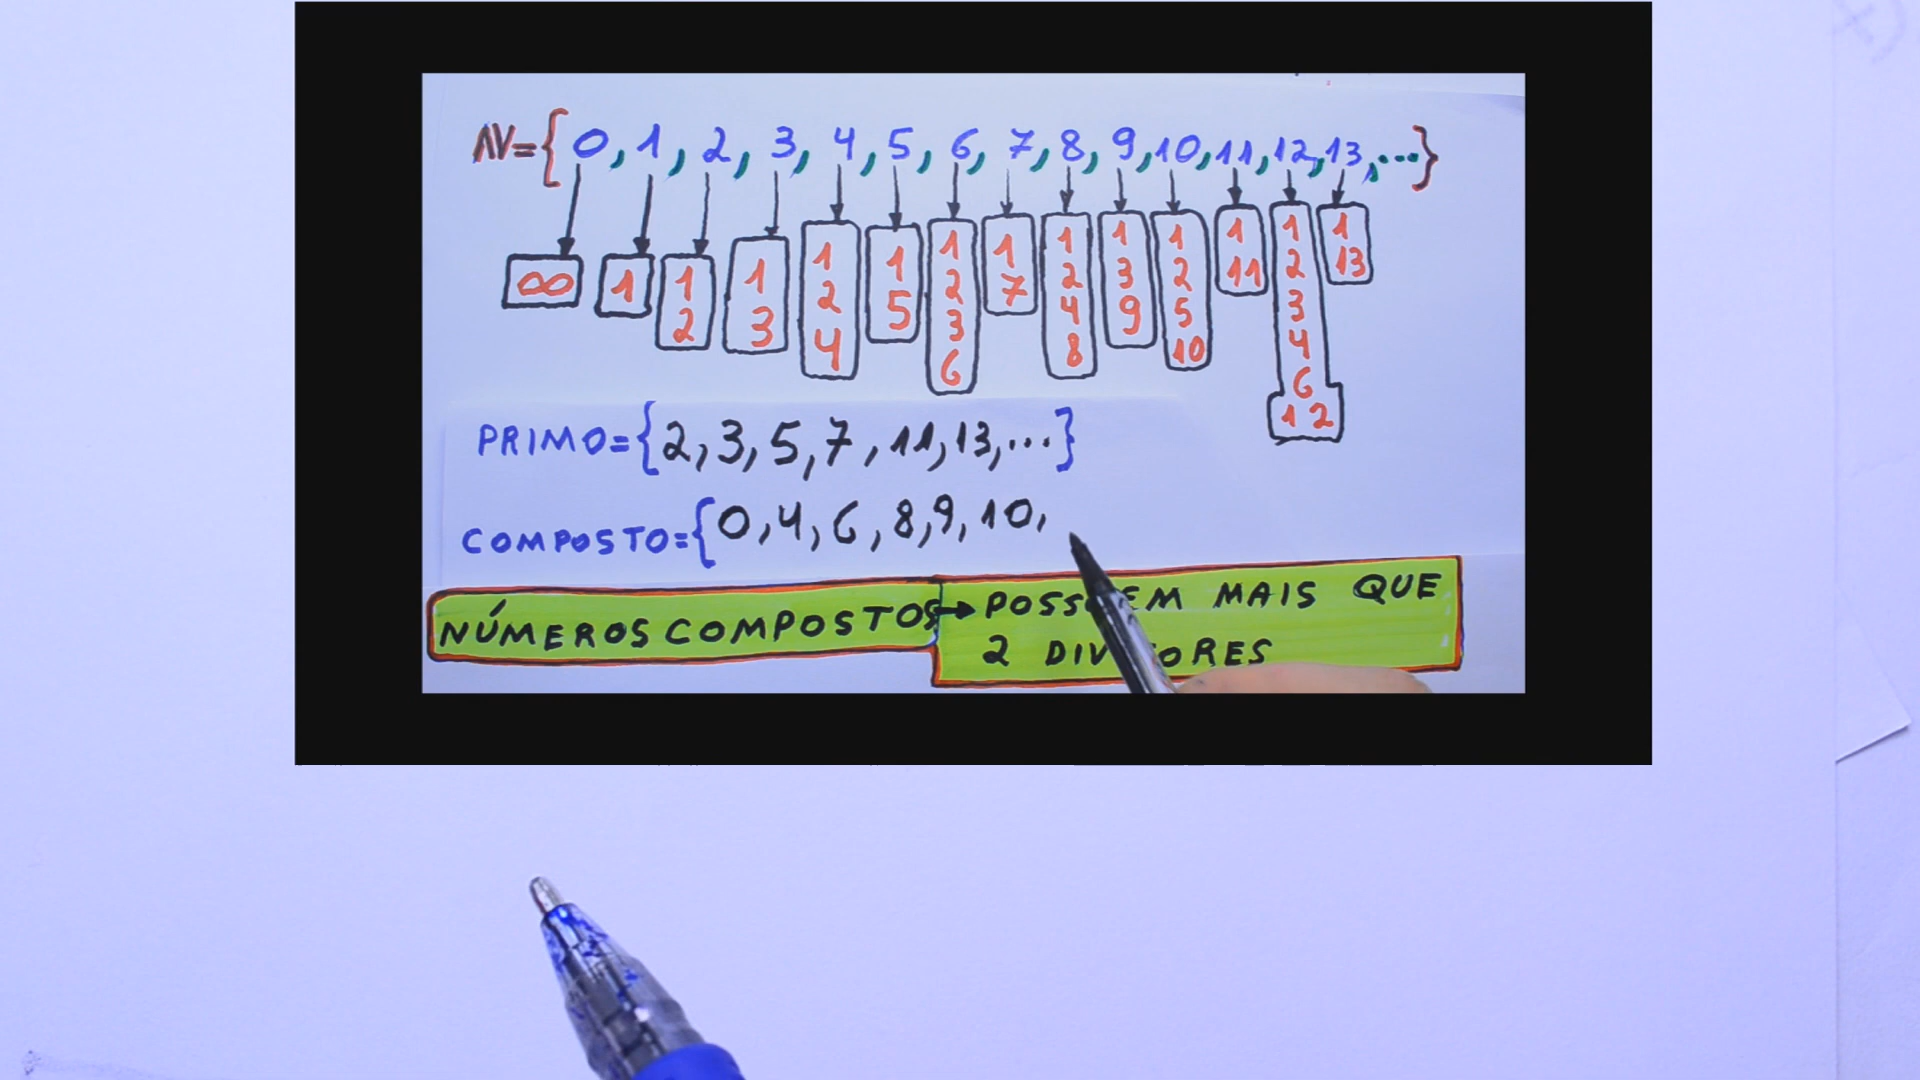 ℕ={0, 1, 2, 3, 4, 5, 6, 7, 8, 9, 10, 11, 12, 13, ...}
∞ 1 1 1 1 1 1 1 1 1 1 1 1 1
2 3 2 5 2 7 2 3 2 11 2 13
4 3 4 9 5 3
6 8 10 4
6
12
PRIMO={2, 3, 5, 7, 11, 13, ...}
COMPOSTO={0, 4, 6, 8, 9, 10,
NÚMEROS COMPOSTOS → POSSUEM MAIS QUE
2 DIVISORES